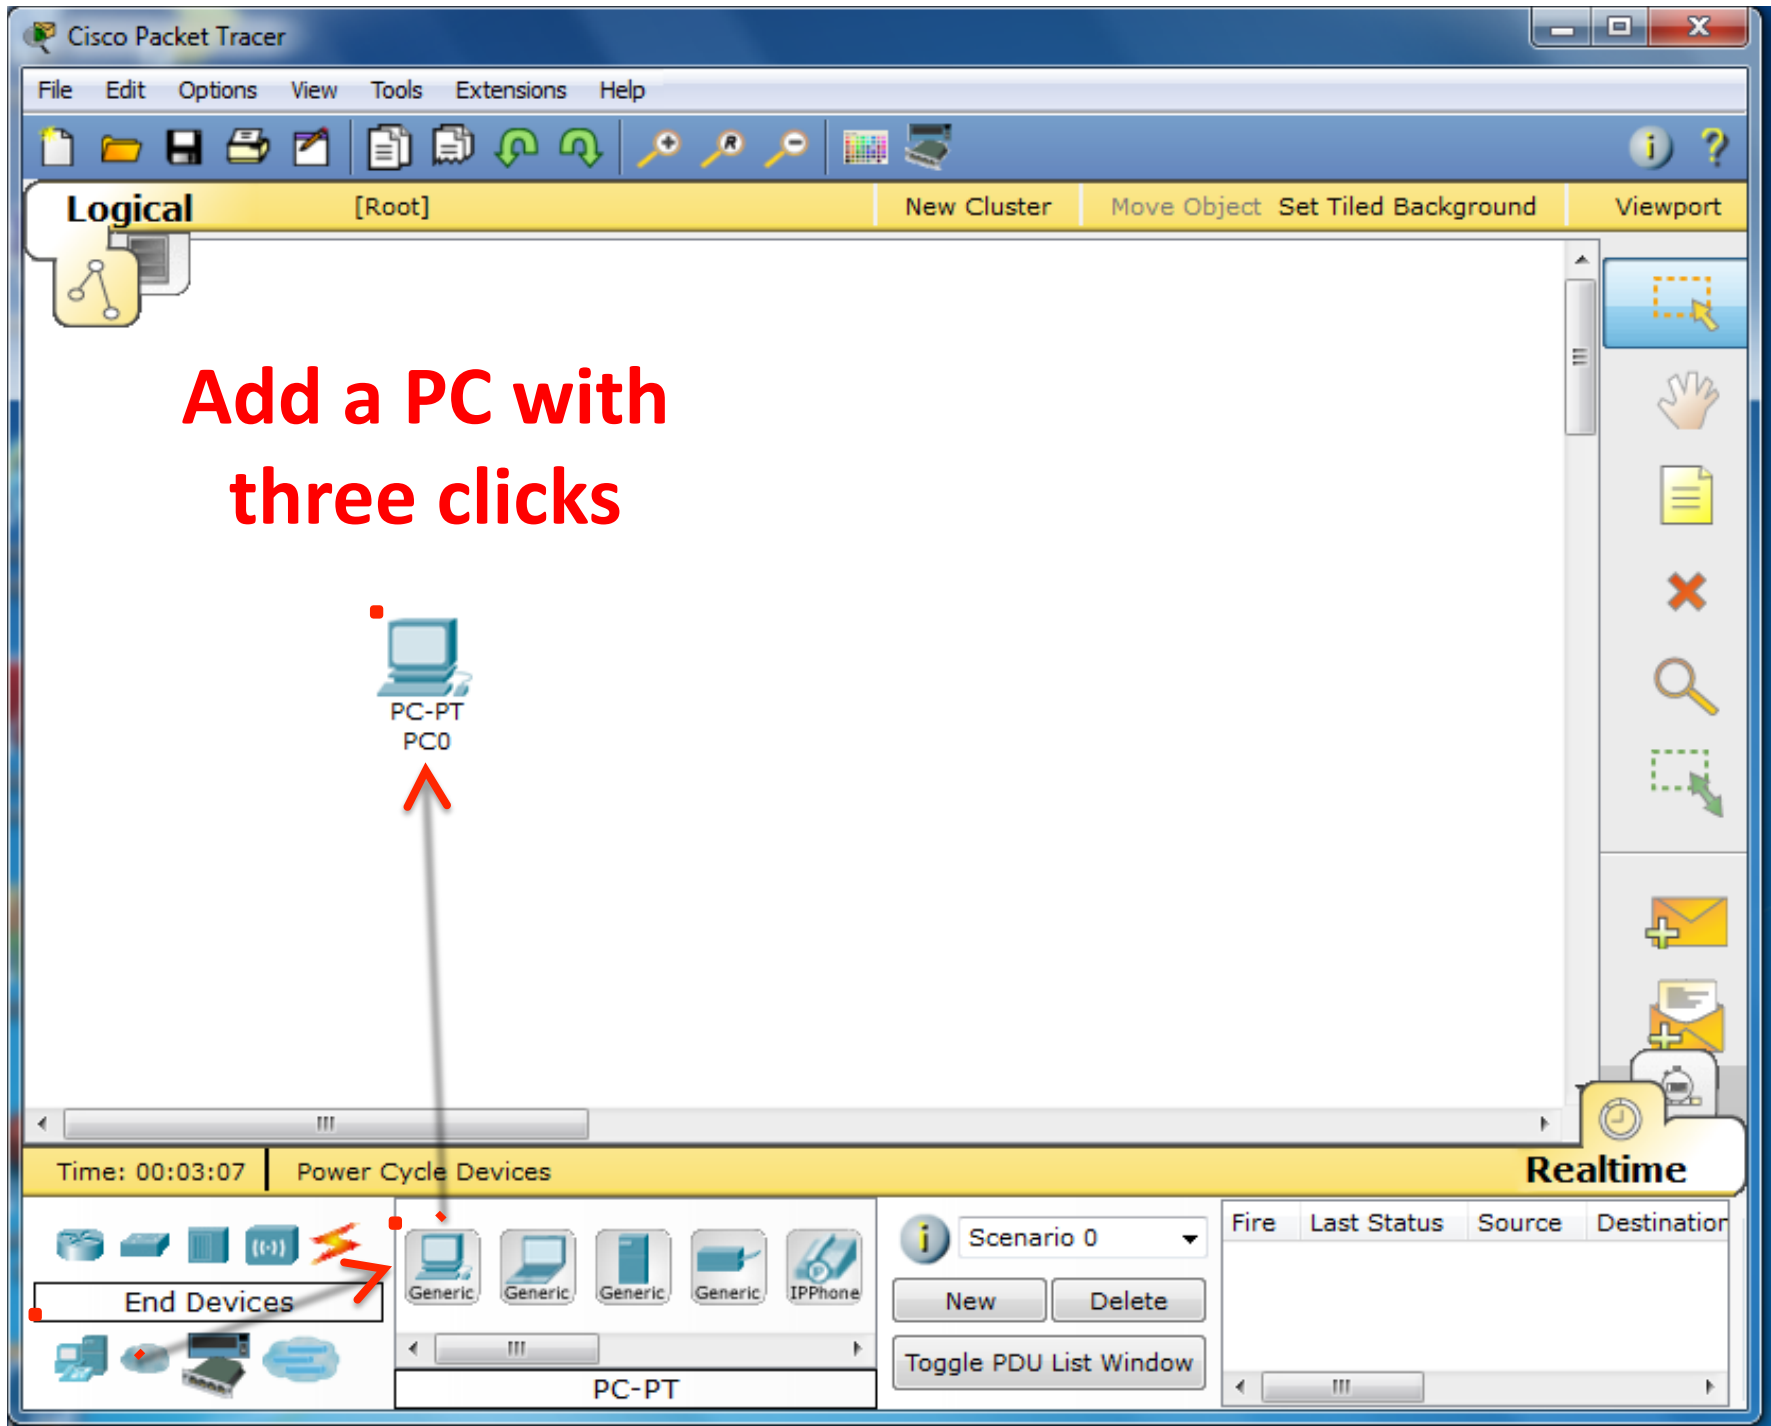 Cisco Packet Tracer
File Edit Options View Tools Extensions Help
Logical [Root] New Cluster Move Object Set Tiled Background Viewport
Add a PC with
three clicks
PC-PT
PC0
Time: 00:03:07 Power Cycle Devices Realtime
Fire Last Status Source Destination
Scenario 0
End Devices
Generic Generic Generic Generic IPPhone
New Delete
Toggle PDU List Window
PC-PT